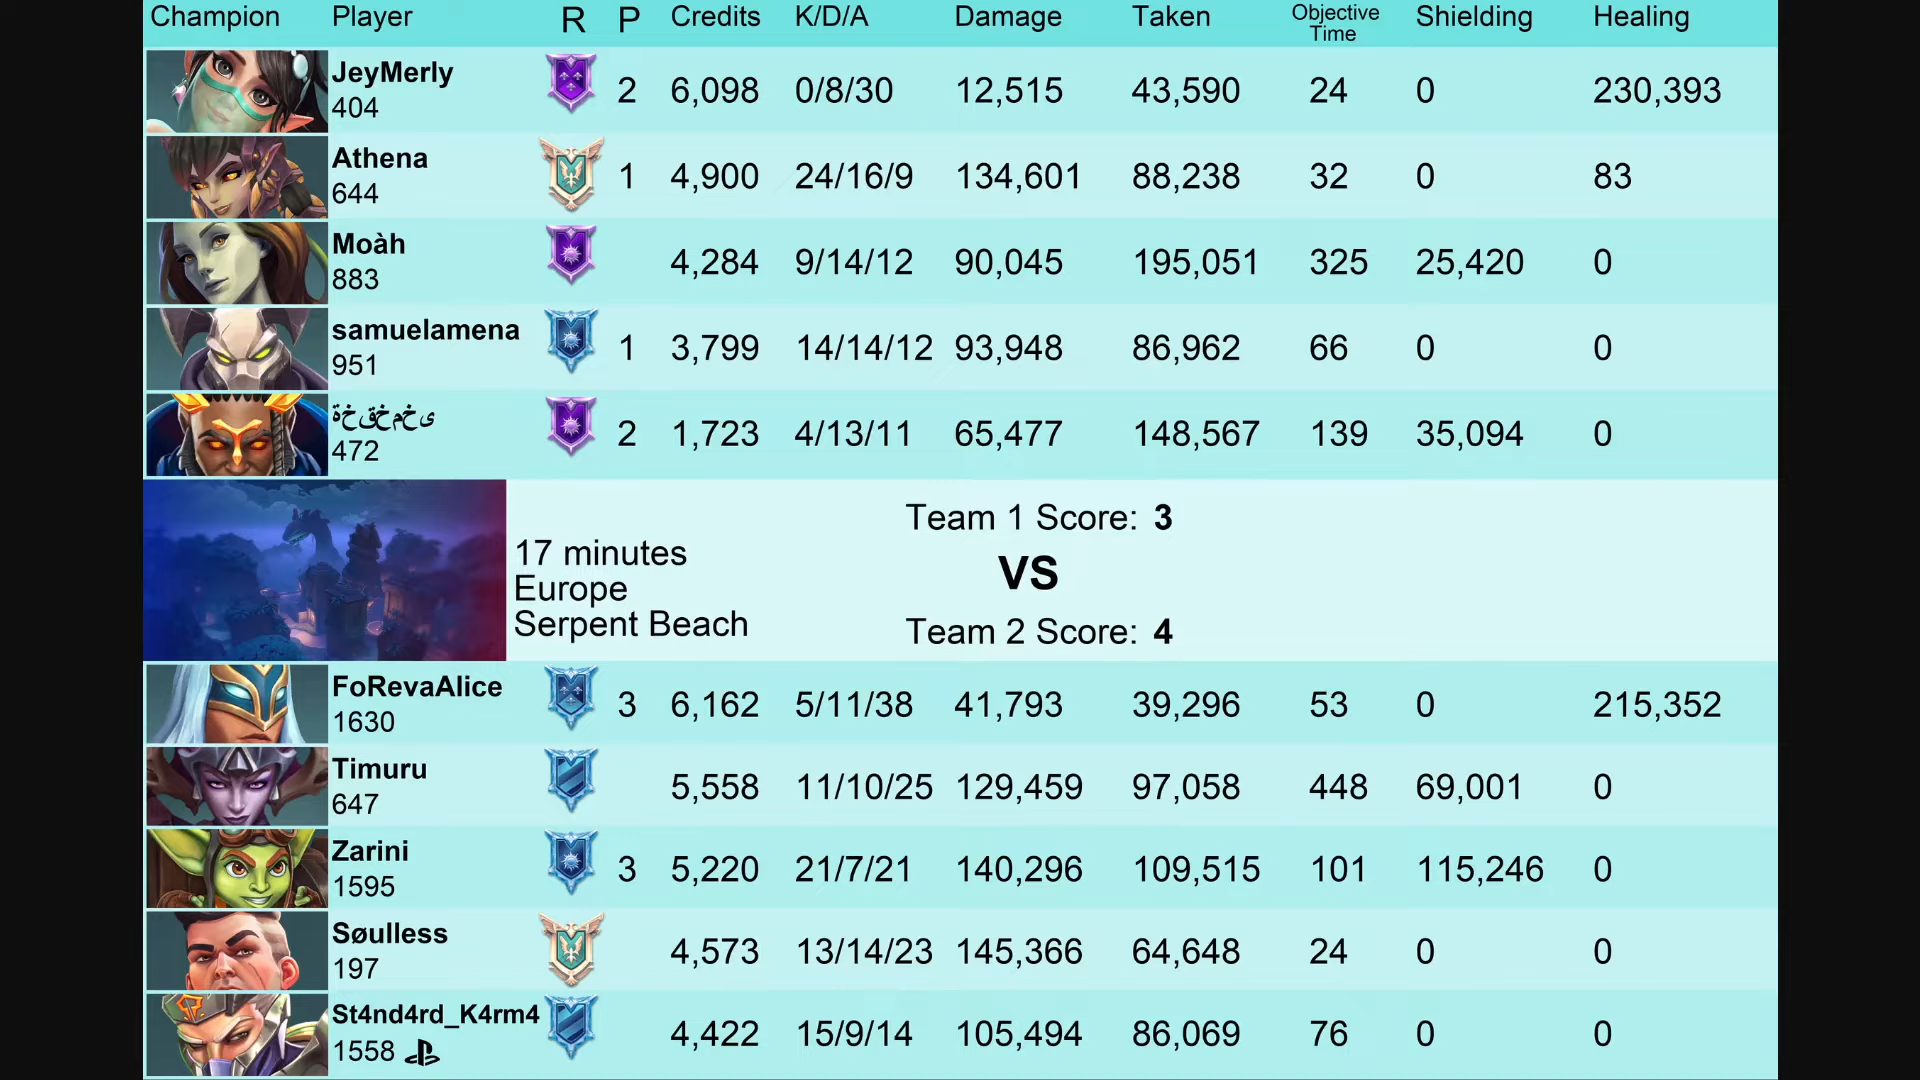 Champion Player R P Credits K/D/A Damage Taken Objective Time Shielding Healing
JeyMerly
404
2 6,098 0/8/30 12,515 43,590 24 0 230,393
Athena
644
1 4,900 24/16/9 134,601 88,238 32 0 83
Moàh
883
4,284 9/14/12 90,045 195,051 325 25,420 0
samuelamena
951
1 3,799 14/14/12 93,948 86,962 66 0 0
ىخمخقخة
472
2 1,723 4/13/11 65,477 148,567 139 35,094 0
17 minutes
Europe
Serpent Beach
Team 1 Score: 3
VS
Team 2 Score: 4
FoRevaAlice
1630
3 6,162 5/11/38 41,793 39,296 53 0 215,352
Timuru
647
5,558 11/10/25 129,459 97,058 448 69,001 0
Zarini
1595
3 5,220 21/7/21 140,296 109,515 101 115,246 0
Søulless
197
4,573 13/14/23 145,366 64,648 24 0 0
St4nd4rd_K4rm4
1558
4,422 15/9/14 105,494 86,069 76 0 0